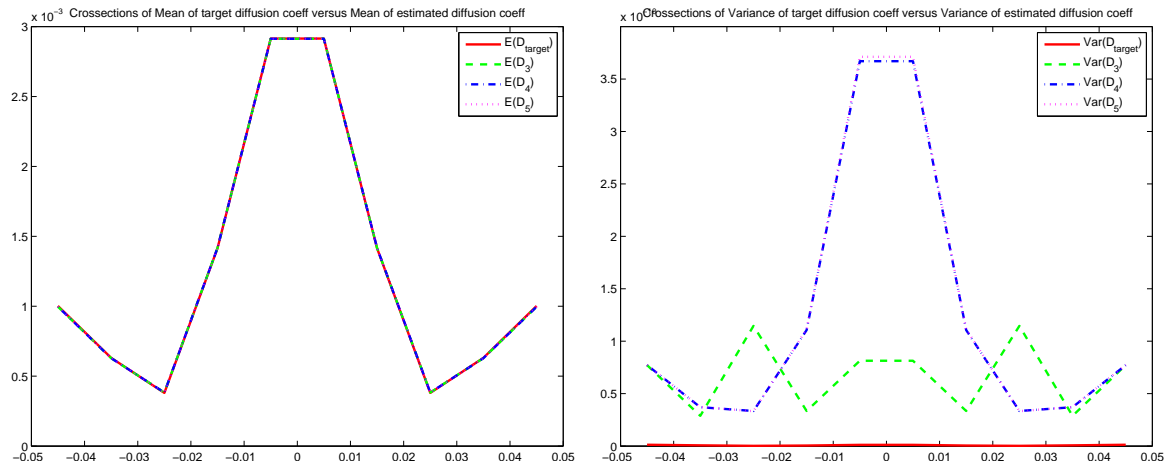 Crossections of Mean of target diffusion coeff versus Mean of estimated diffusion coeff
x 10⁻³
3
2.5
2
1.5
1
0.5
0
−0.05 −0.04 −0.03 −0.02 −0.01 0 0.01 0.02 0.03 0.04 0.05
E(D_target)
E(D_3)
E(D_4)
E(D_5)
Crossections of Variance of target diffusion coeff versus Variance of estimated diffusion coeff
x 10
3.5
3
2.5
2
1.5
1
0.5
0
−0.05 −0.04 −0.03 −0.02 −0.01 0 0.01 0.02 0.03 0.04 0.05
Var(D_target)
Var(D_3)
Var(D_4)
Var(D_5)